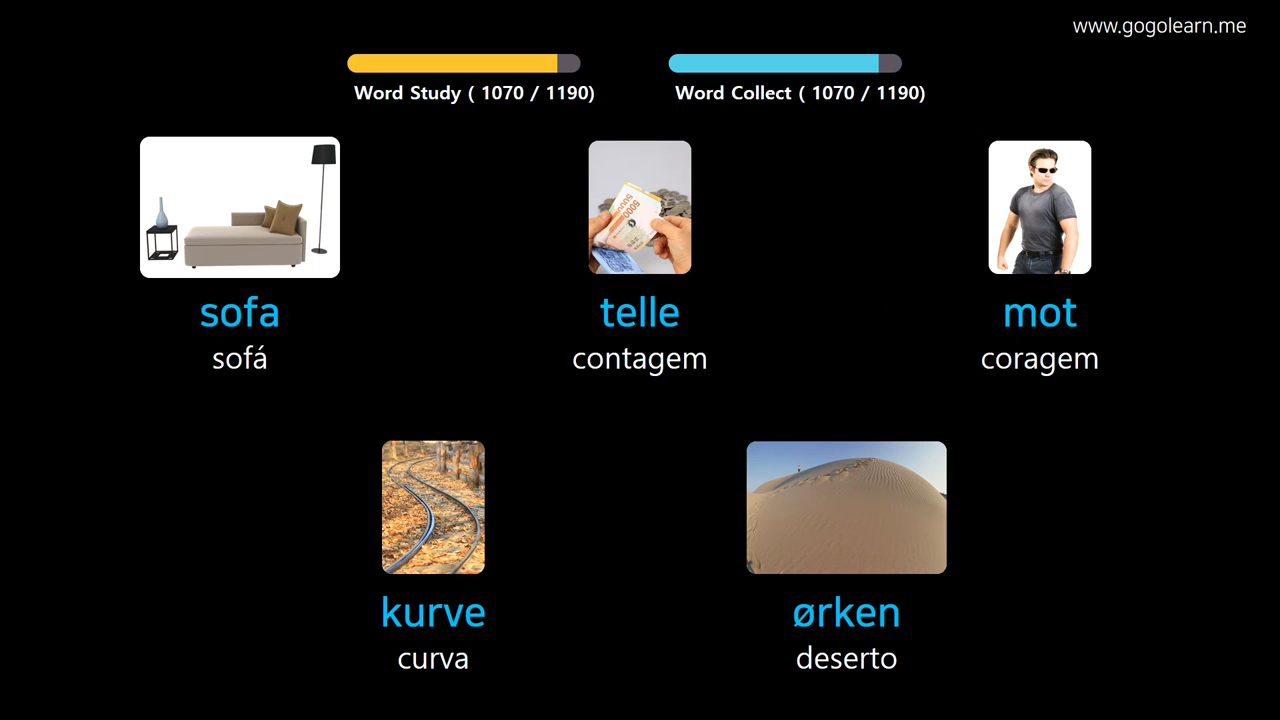 www.gogolearn.me
Word Study ( 1070 / 1190)
Word Collect ( 1070 / 1190)
sofa
sofá
telle
contagem
mot
coragem
kurve
curva
ørken
deserto